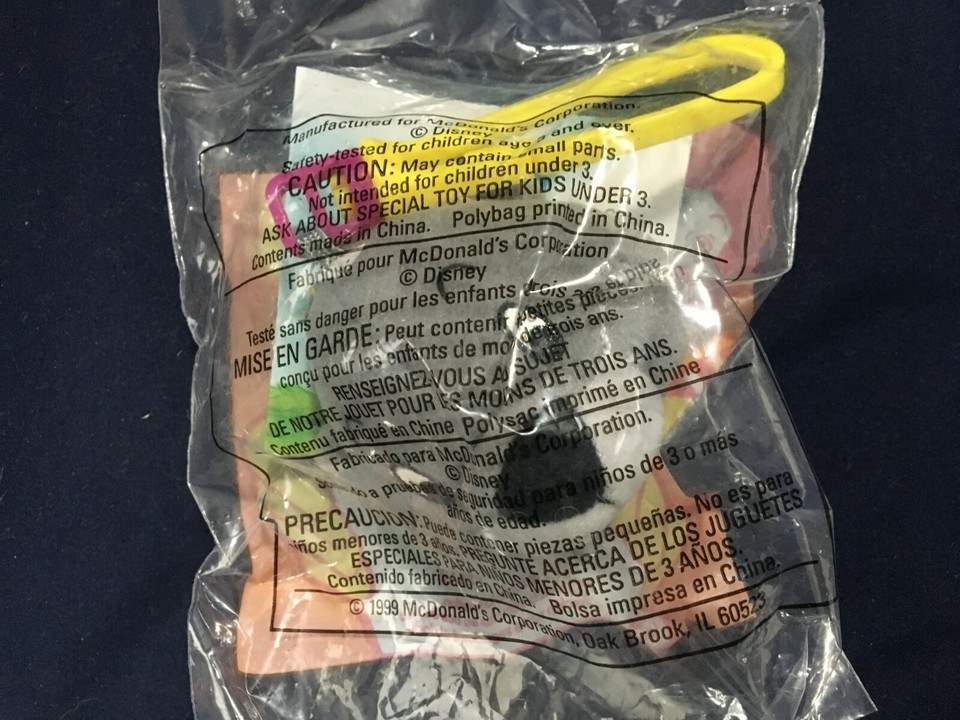 Manufactured for McDonald's Corporation.
© Disney
Safety-tested for children age 3 and over.
CAUTION: May contain small parts.
Not intended for children under 3.
ASK ABOUT SPECIAL TOY FOR KIDS UNDER 3.
Contents made in China. Polybag printed in China.
Fabriqué pour McDonald's Corporation
© Disney
Testé sans danger pour les enfants trois
MISE EN GARDE: Peut contenir petites pièces
conçu pour les enfants de moins de trois ans.
RENSEIGNEZ-VOUS AU SUJET
DE NOTRE JOUET POUR LES MOINS DE TROIS ANS.
Contenu fabriqué en Chine Polysac imprimé en Chine
Fabricado para McDonald's Corporation.
© Disney
a pruebas de seguridad para niños de 3 o más
años de edad.
PRECAUCION: Puede contener piezas pequeñas. No es para
niños menores de 3 años. PREGUNTE ACERCA DE LOS JUGUETES
ESPECIALES PARA NIÑOS MENORES DE 3 AÑOS.
Contenido fabricado en China. Bolsa impresa en China.
© 1999 McDonald's Corporation, Oak Brook, IL 60523